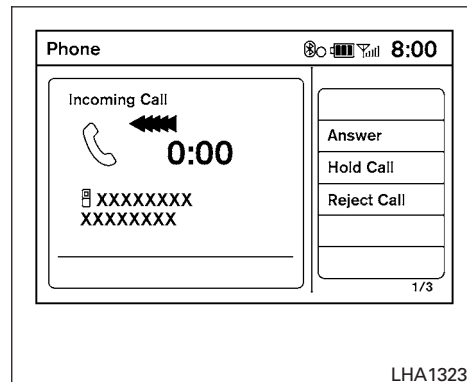 Phone 8:00
Incoming Call
0:00
XXXXXXXX
XXXXXXXX
Answer
Hold Call
Reject Call
1/3
LHA1323